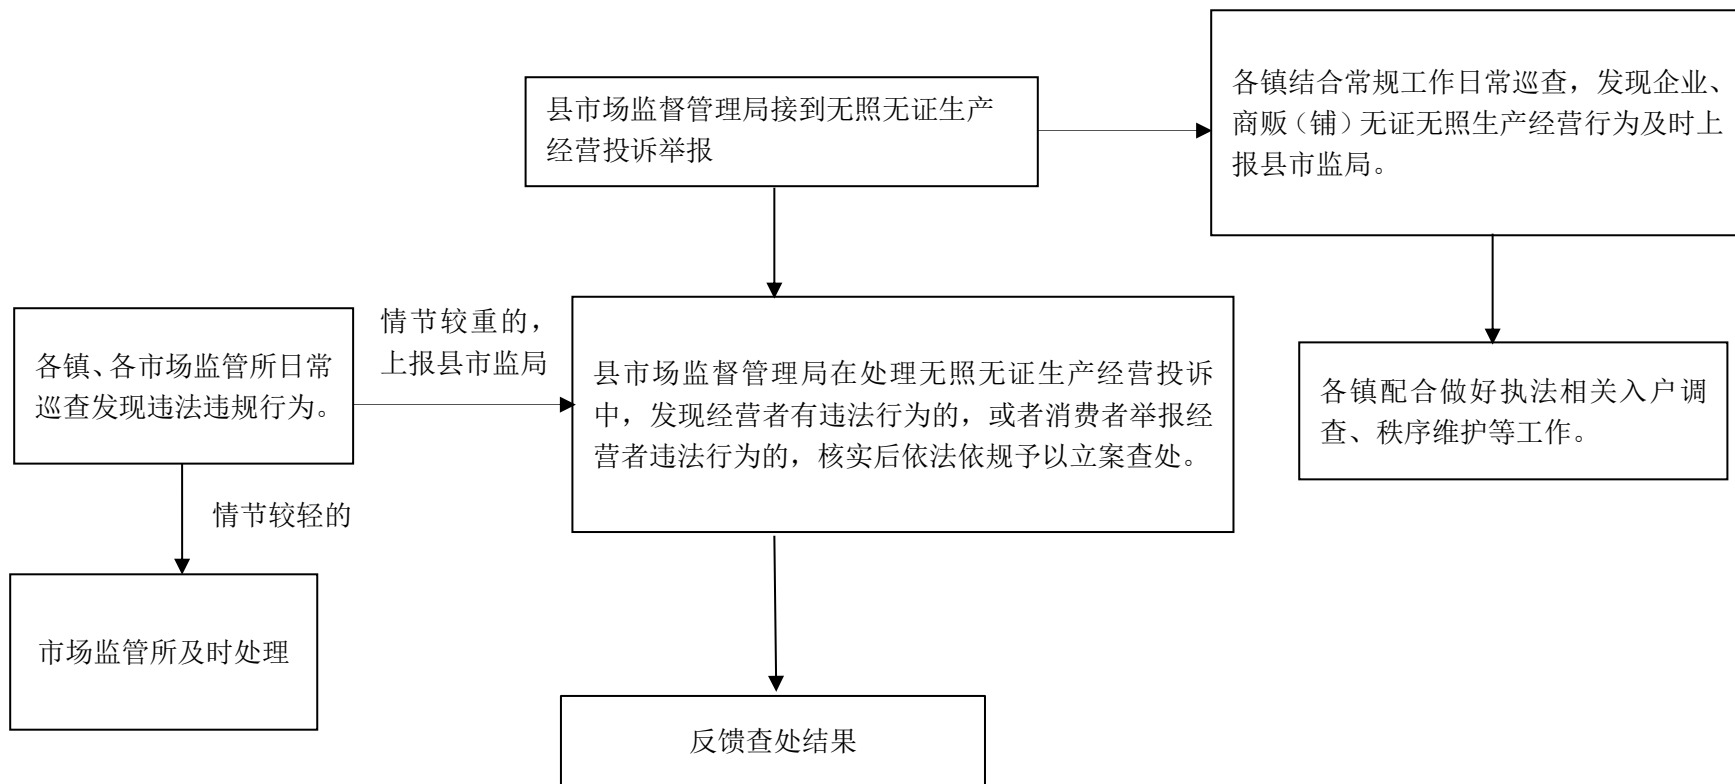 县市场监督管理局接到无照无证生产
经营投诉举报
各镇结合常规工作日常巡查，发现企业、
商贩（铺）无证无照生产经营行为及时上
报县市监局。
各镇、各市场监管所日常
巡查发现违法违规行为。
情节较重的，
上报县市监局
县市场监督管理局在处理无照无证生产经营投诉
中，发现经营者有违法行为的，或者消费者举报经
营者违法行为的，核实后依法依规予以立案查处。
各镇配合做好执法相关入户调
查、秩序维护等工作。
情节较轻的
市场监管所及时处理
反馈查处结果